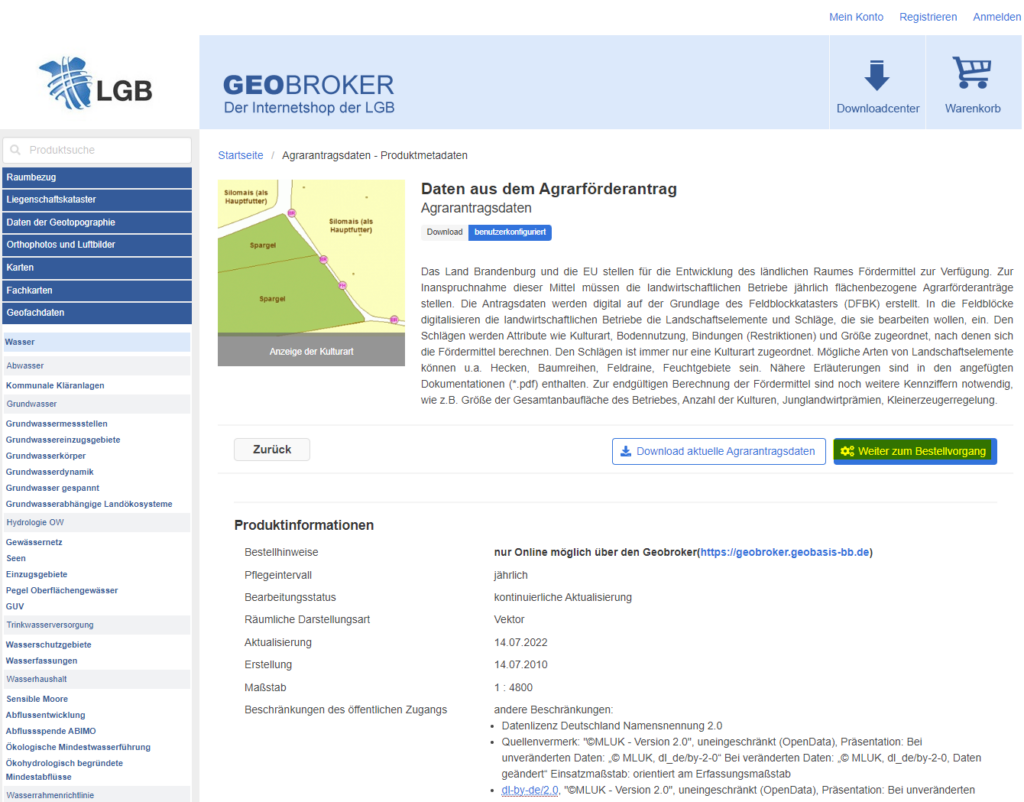 Mein Konto Registrieren Anmelden
LGB
GEOBROKER
Der Internetshop der LGB
Downloadcenter
Warenkorb
Produktsuche
Raumbezug
Liegenschaftskataster
Daten der Geotopographie
Orthophotos und Luftbilder
Karten
Fachkarten
Geofachdaten
Wasser
Abwasser
Kommunale Kläranlagen
Grundwasser
Grundwassermessstellen
Grundwassereinzugsgebiete
Grundwasserkörper
Grundwasserdynamik
Grundwasser gespannt
Grundwasserabhängige Landökosysteme
Hydrologie OW
Gewässernetz
Seen
Einzugsgebiete
Pegel Oberflächengewässer
GUV
Trinkwasserversorgung
Wasserschutzgebiete
Wasserfassungen
Wasserhaushalt
Sensible Moore
Abflussentwicklung
Abflussspende ABIMO
Ökologische Mindestwasserführung
Ökohydrologisch begründete
Mindestabflüsse
Wasserrahmenrichtlinie
Startseite / Agrarantragsdaten - Produktmetadaten
Silomais (als
Hauptfutter)
Silomais (als
Hauptfutter)
Spargel
Spargel
Anzeige der Kulturart
Daten aus dem Agrarförderantrag
Agrarantragsdaten
Download benutzerkonfiguriert
Das Land Brandenburg und die EU stellen für die Entwicklung des ländlichen Raumes Fördermittel zur Verfügung. Zur
Inanspruchnahme dieser Mittel müssen die landwirtschaftlichen Betriebe jährlich flächenbezogene Agrarförderanträge
stellen. Die Antragsdaten werden digital auf der Grundlage des Feldblockkatasters (DFBK) erstellt. In die Feldblöcke
digitalisieren die landwirtschaftlichen Betriebe die Landschaftselemente und Schläge, die sie bearbeiten wollen, ein. Den
Schlägen werden Attribute wie Kulturart, Bodennutzung, Bindungen (Restriktionen) und Größe zugeordnet, nach denen sich
die Fördermittel berechnen. Den Schlägen ist immer nur eine Kulturart zugeordnet. Mögliche Arten von Landschaftselemente
können u.a. Hecken, Baumreihen, Feldraine, Feuchtgebiete sein. Nähere Erläuterungen sind in den angefügten
Dokumentationen (*.pdf) enthalten. Zur endgültigen Berechnung der Fördermittel sind noch weitere Kennziffern notwendig,
wie z.B. Größe der Gesamtanbaufläche des Betriebes, Anzahl der Kulturen, Junglandwirtprämien, Kleinerzeugerregelung.
Zurück
Download aktuelle Agrarantragsdaten
Weiter zum Bestellvorgang
Produktinformationen
Bestellhinweise nur Online möglich über den Geobroker(https://geobroker.geobasis-bb.de)
Pflegeintervall jährlich
Bearbeitungsstatus kontinuierliche Aktualisierung
Räumliche Darstellungsart Vektor
Aktualisierung 14.07.2022
Erstellung 14.07.2010
Maßstab 1 : 4800
Beschränkungen des öffentlichen Zugangs andere Beschränkungen:
• Datenlizenz Deutschland Namensnennung 2.0
• Quellenvermerk: "©MLUK - Version 2.0", uneingeschränkt (OpenData), Präsentation: Bei
unveränderten Daten: „© MLUK, dl_de/by-2-0“ Bei veränderten Daten: „© MLUK, dl_de/by-2-0, Daten
geändert“ Einsatzmaßstab: orientiert am Erfassungsmaßstab
• dl-by-de/2.0, "©MLUK - Version 2.0", uneingeschränkt (OpenData), Präsentation: Bei unveränderten